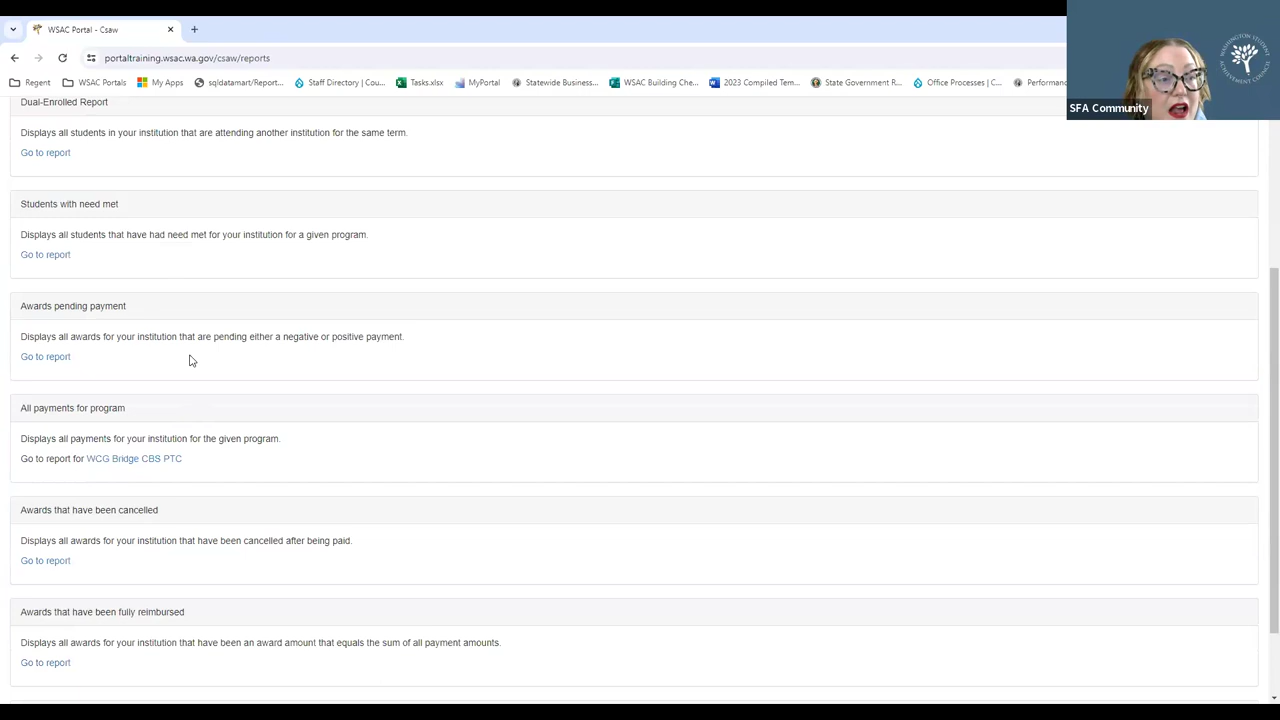 WSAC Portal - Csaw
portaltraining.wsac.wa.gov/csaw/reports
Regent
WSAC Portals
My Apps
sqldatamart/Report...
Staff Directory | Cou...
Tasks.xlsx
MyPortal
Statewide Business...
WSAC Building Che...
2023 Compiled Tem...
State Government R...
Office Processes | C...
Performanc
WASHINGTON STUDENT ACHIEVEMENT COUNCIL
SFA Community
Dual-Enrolled Report
Displays all students in your institution that are attending another institution for the same term.
Go to report
Students with need met
Displays all students that have had need met for your institution for a given program.
Go to report
Awards pending payment
Displays all awards for your institution that are pending either a negative or positive payment.
Go to report
All payments for program
Displays all payments for your institution for the given program.
Go to report for WCG Bridge CBS PTC
Awards that have been cancelled
Displays all awards for your institution that have been cancelled after being paid.
Go to report
Awards that have been fully reimbursed
Displays all awards for your institution that have been an award amount that equals the sum of all payment amounts.
Go to report